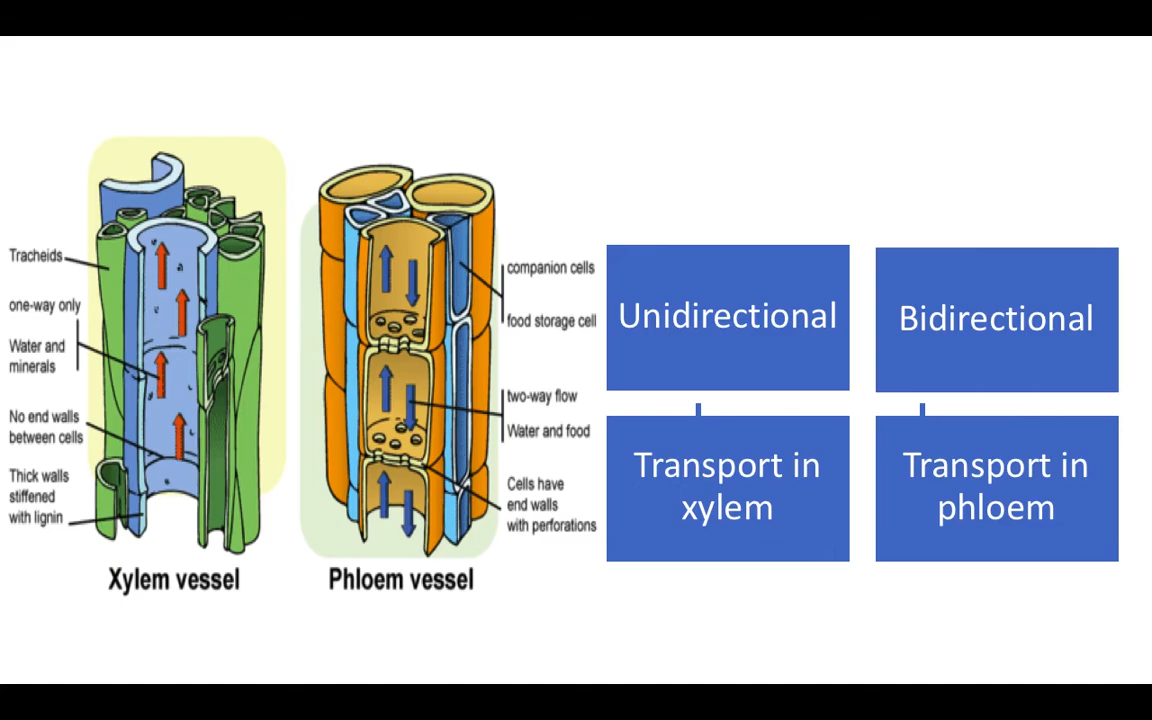 Tracheids
one-way only
Water and
minerals
No end walls
between cells
Thick walls
stiffened
with lignin
Xylem vessel
companion cells
food storage cell
two-way flow
Water and food
Cells have
end walls
with perforations
Phloem vessel
Unidirectional
Bidirectional
Transport in
xylem
Transport in
phloem